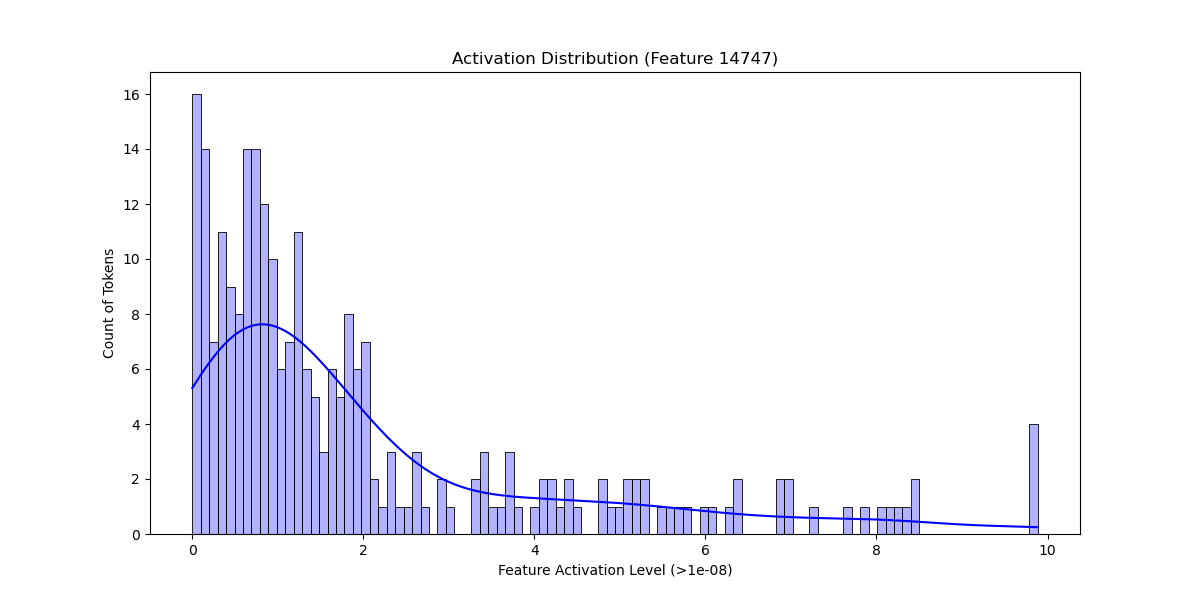 Activation Distribution (Feature 14747)
16
14
12
10
8
6
4
2
0
Count of Tokens
0 2 4 6 8 10
Feature Activation Level (>1e-08)